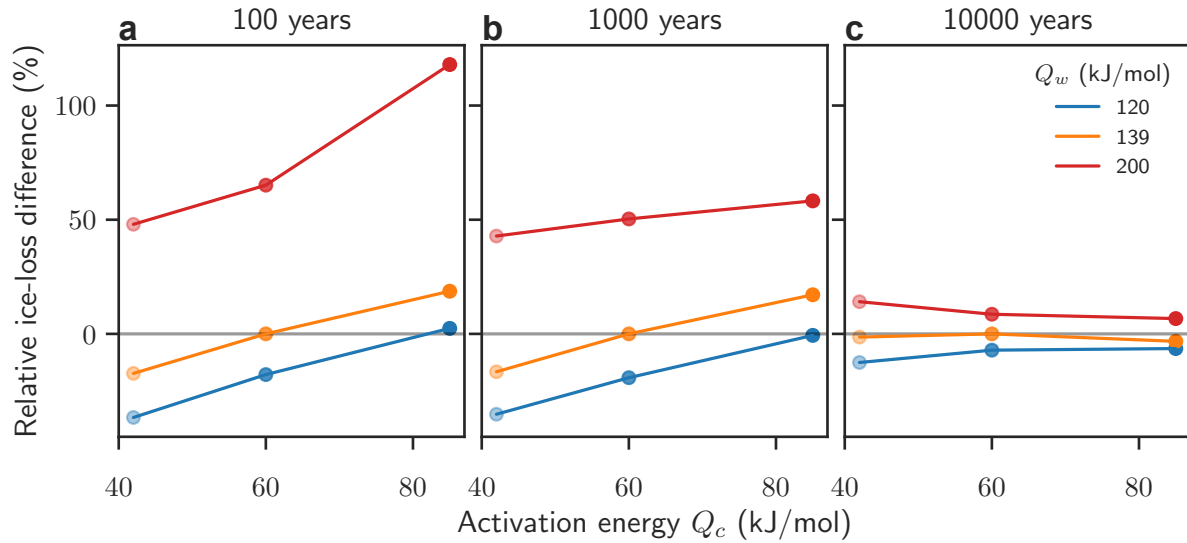 a 100 years
b 1000 years
c 10000 years
Relative ice-loss difference (%)
100
50
0
Q_w (kJ/mol)
120
139
200
40 60 80
40 60 80
40 60 80
Activation energy Q_c (kJ/mol)